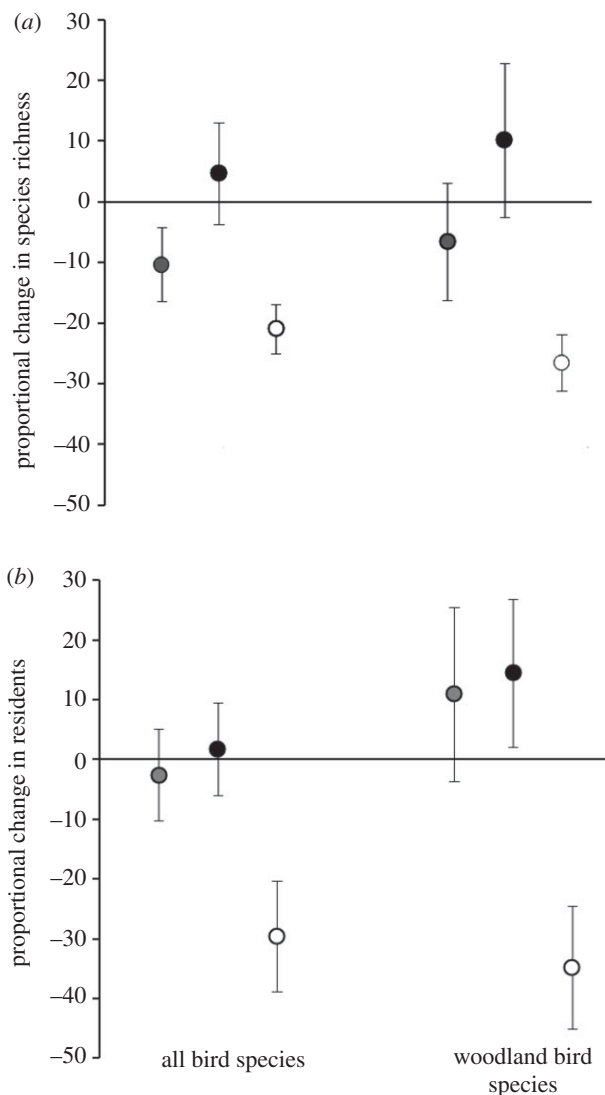 (a)
proportional change in species richness
30
20
10
0
–10
–20
–30
–40
–50
(b)
proportional change in residents
30
20
10
0
–10
–20
–30
–40
–50
all bird species
woodland bird
species